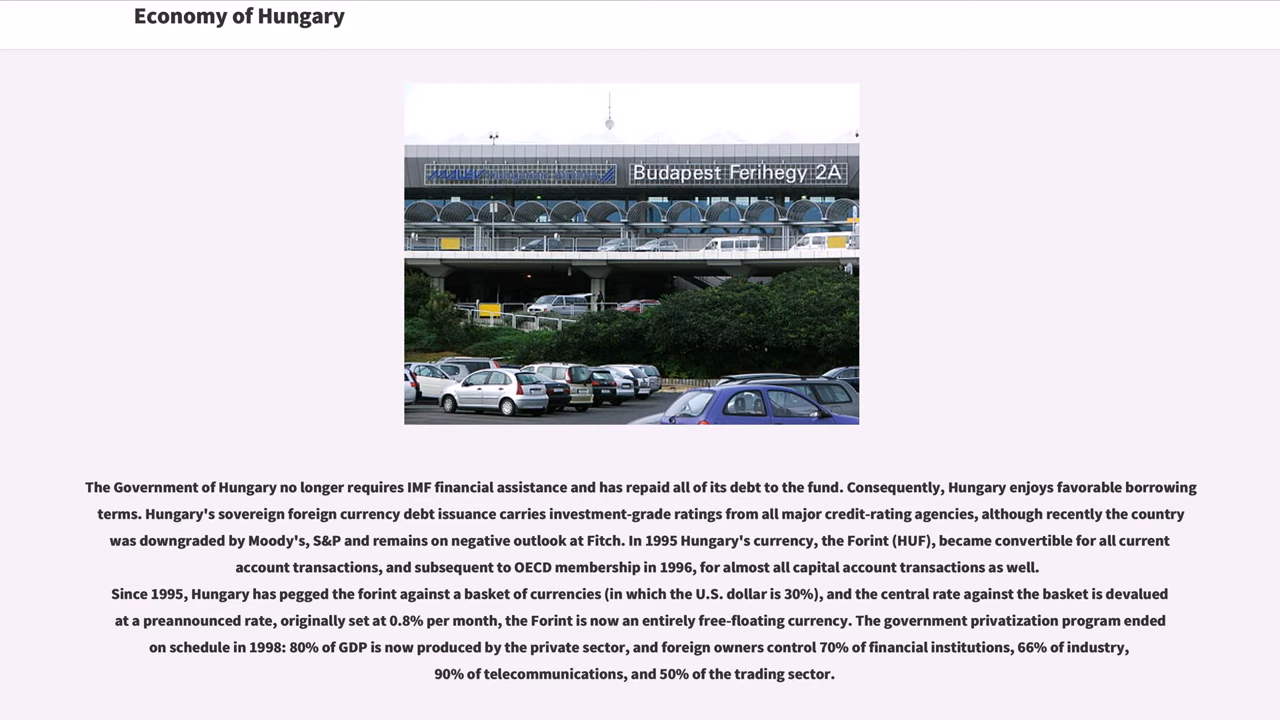 Economy of Hungary
MALÉV
Budapest Ferihegy 2A
The Government of Hungary no longer requires IMF financial assistance and has repaid all of its debt to the fund. Consequently, Hungary enjoys favorable borrowing
terms. Hungary's sovereign foreign currency debt issuance carries investment-grade ratings from all major credit-rating agencies, although recently the country
was downgraded by Moody's, S&P and remains on negative outlook at Fitch. In 1995 Hungary's currency, the Forint (HUF), became convertible for all current
account transactions, and subsequent to OECD membership in 1996, for almost all capital account transactions as well.
Since 1995, Hungary has pegged the forint against a basket of currencies (in which the U.S. dollar is 30%), and the central rate against the basket is devalued
at a preannounced rate, originally set at 0.8% per month, the Forint is now an entirely free-floating currency. The government privatization program ended
on schedule in 1998: 80% of GDP is now produced by the private sector, and foreign owners control 70% of financial institutions, 66% of industry,
90% of telecommunications, and 50% of the trading sector.